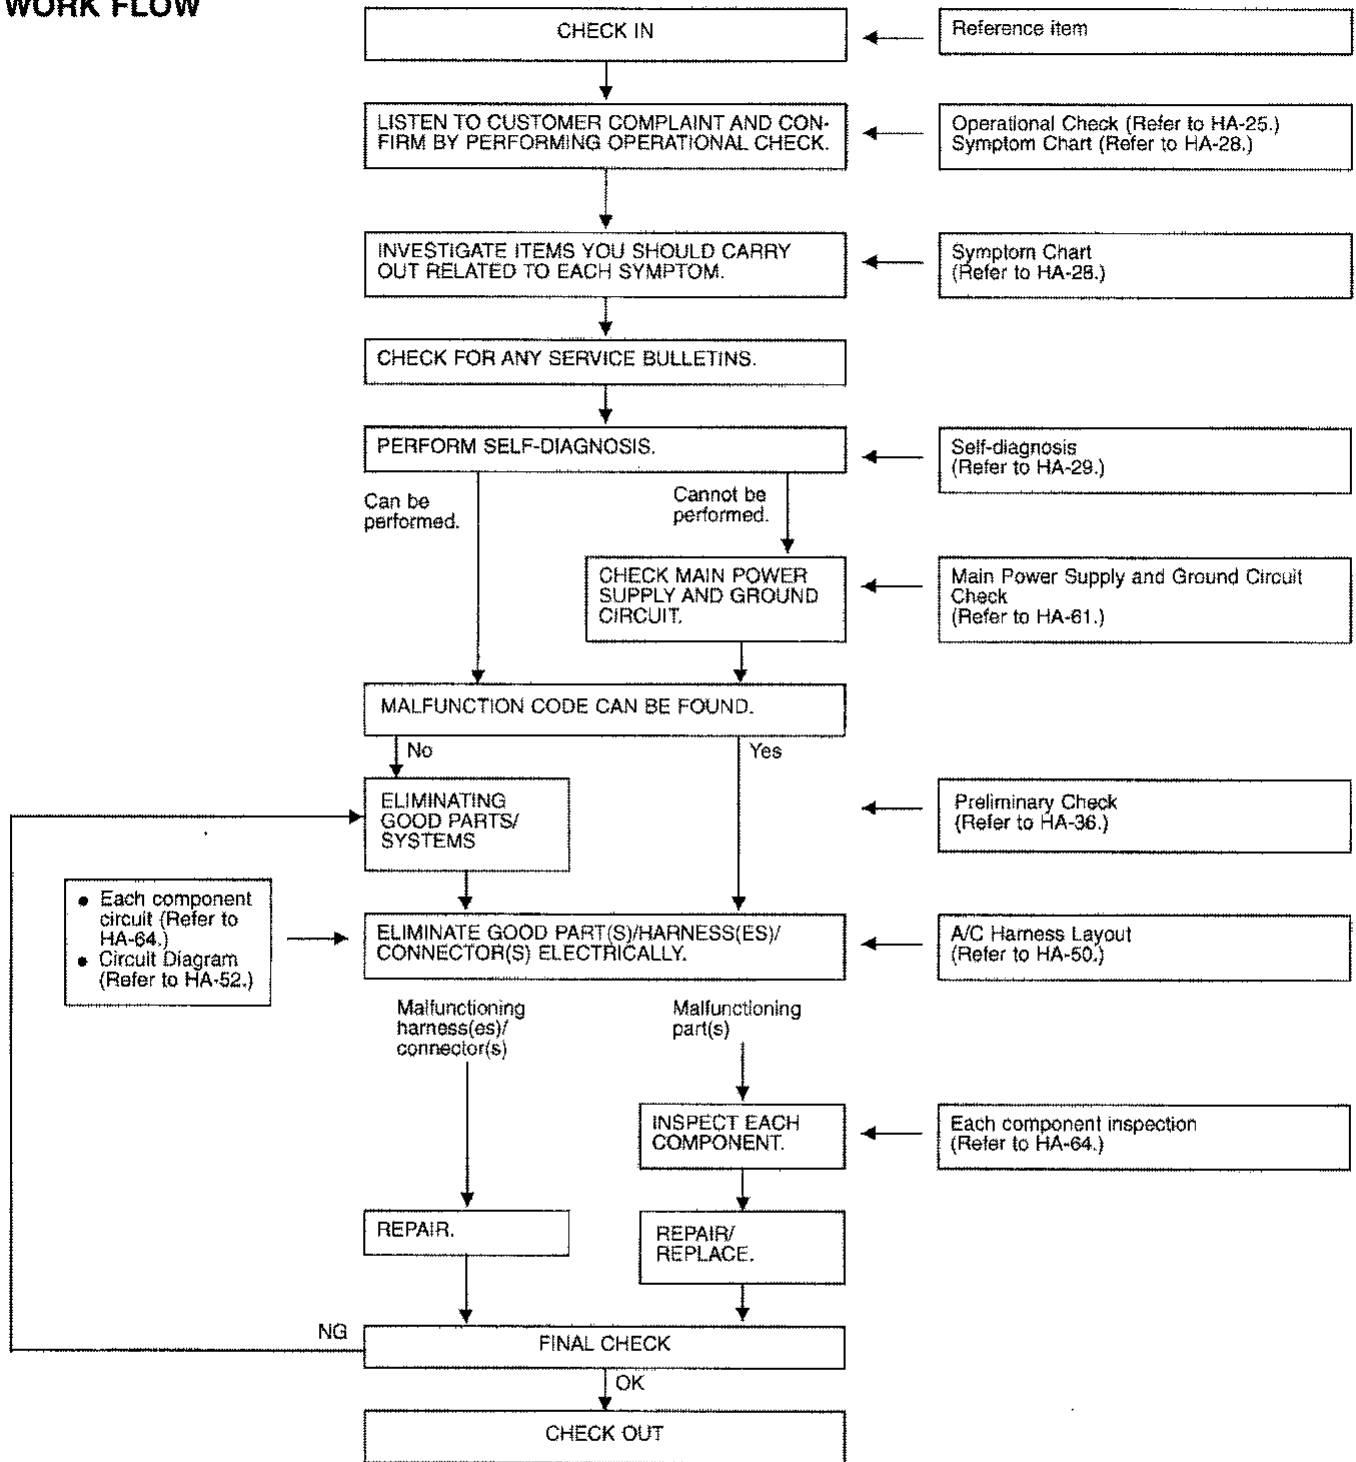 WORK FLOW
CHECK IN
Reference item
LISTEN TO CUSTOMER COMPLAINT AND CON-
FIRM BY PERFORMING OPERATIONAL CHECK.
Operational Check (Refer to HA-25.)
Symptom Chart (Refer to HA-28.)
INVESTIGATE ITEMS YOU SHOULD CARRY
OUT RELATED TO EACH SYMPTOM.
Symptom Chart
(Refer to HA-28.)
CHECK FOR ANY SERVICE BULLETINS.
PERFORM SELF-DIAGNOSIS.
Self-diagnosis
(Refer to HA-29.)
Can be
performed.
Cannot be
performed.
CHECK MAIN POWER
SUPPLY AND GROUND
CIRCUIT.
Main Power Supply and Ground Circuit
Check
(Refer to HA-61.)
MALFUNCTION CODE CAN BE FOUND.
No
Yes
ELIMINATING
GOOD PARTS/
SYSTEMS
Preliminary Check
(Refer to HA-36.)
● Each component
circuit (Refer to
HA-64.)
● Circuit Diagram
(Refer to HA-52.)
ELIMINATE GOOD PART(S)/HARNESS(ES)/
CONNECTOR(S) ELECTRICALLY.
A/C Harness Layout
(Refer to HA-50.)
Malfunctioning
harness(es)/
connector(s)
Malfunctioning
part(s)
INSPECT EACH
COMPONENT.
Each component inspection
(Refer to HA-64.)
REPAIR.
REPAIR/
REPLACE.
NG
FINAL CHECK
OK
CHECK OUT